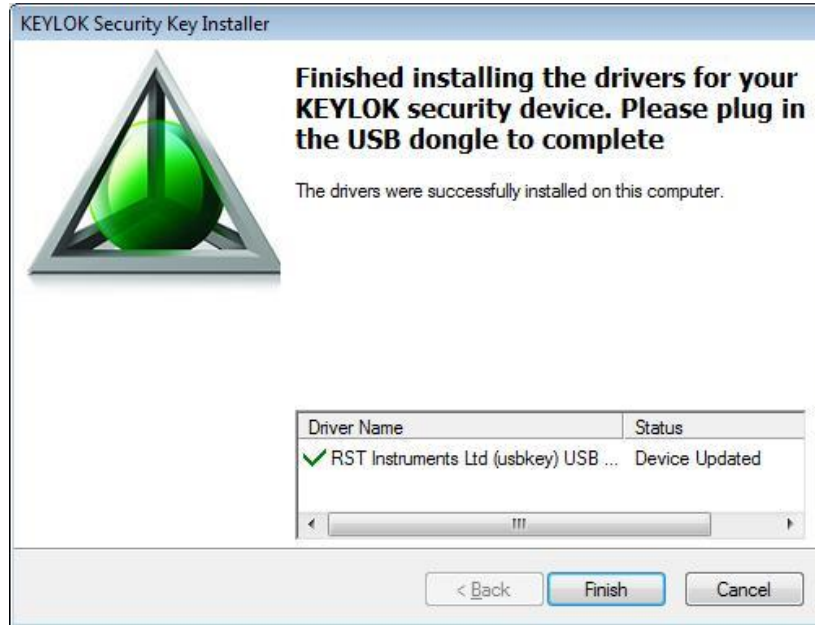 KEYLOK Security Key Installer
Finished installing the drivers for your
KEYLOK security device. Please plug in
the USB dongle to complete
The drivers were successfully installed on this computer.
Driver Name Status
RST Instruments Ltd (usbkey) USB ... Device Updated
< Back Finish Cancel